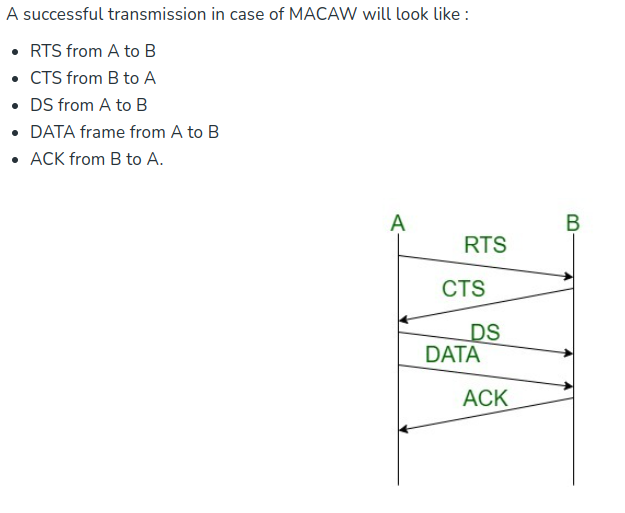 A successful transmission in case of MACAW will look like :
• RTS from A to B
• CTS from B to A
• DS from A to B
• DATA frame from A to B
• ACK from B to A.
A B
RTS
CTS
DS
DATA
ACK